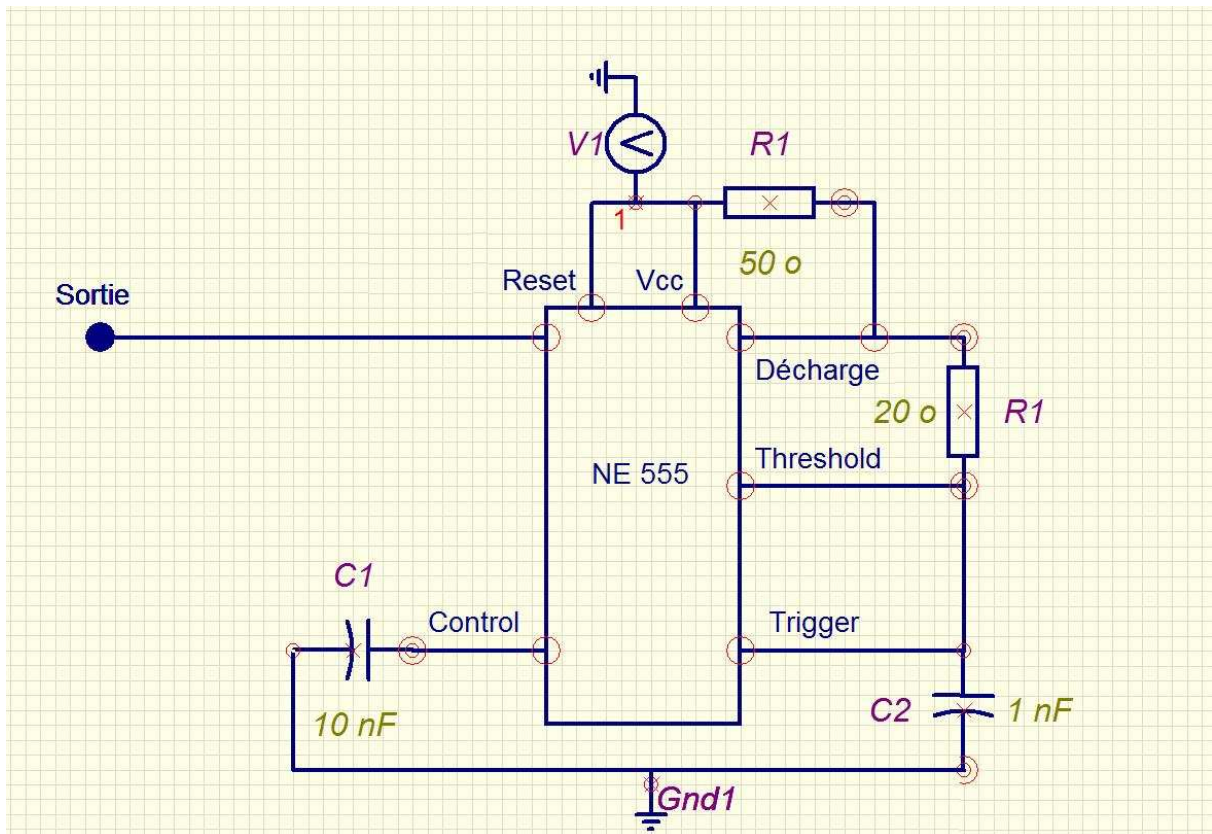 V1
R1
1
50 o
Reset
Vcc
Sortie
Décharge
20 o
R1
Threshold
NE 555
C1
Control
Trigger
10 nF
C2
1 nF
Gnd1